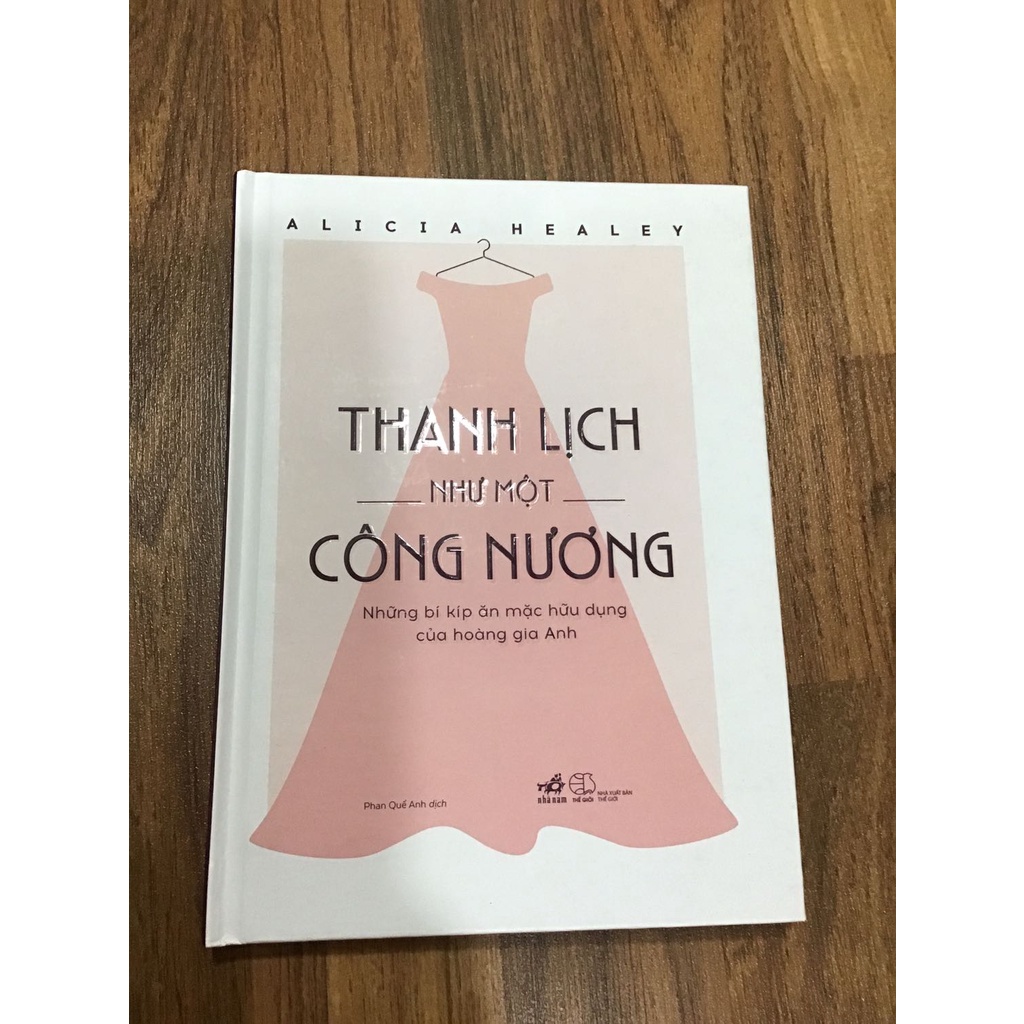 ALICIA HEALEY
THANH LỊCH
NHƯ MỘT
CÔNG NƯƠNG
Những bí kíp ăn mặc hữu dụng
của hoàng gia Anh
Phan Quế Anh dịch
nhã nam
THẾ GIỚI
NHÀ XUẤT BẢN
THẾ GIỚI